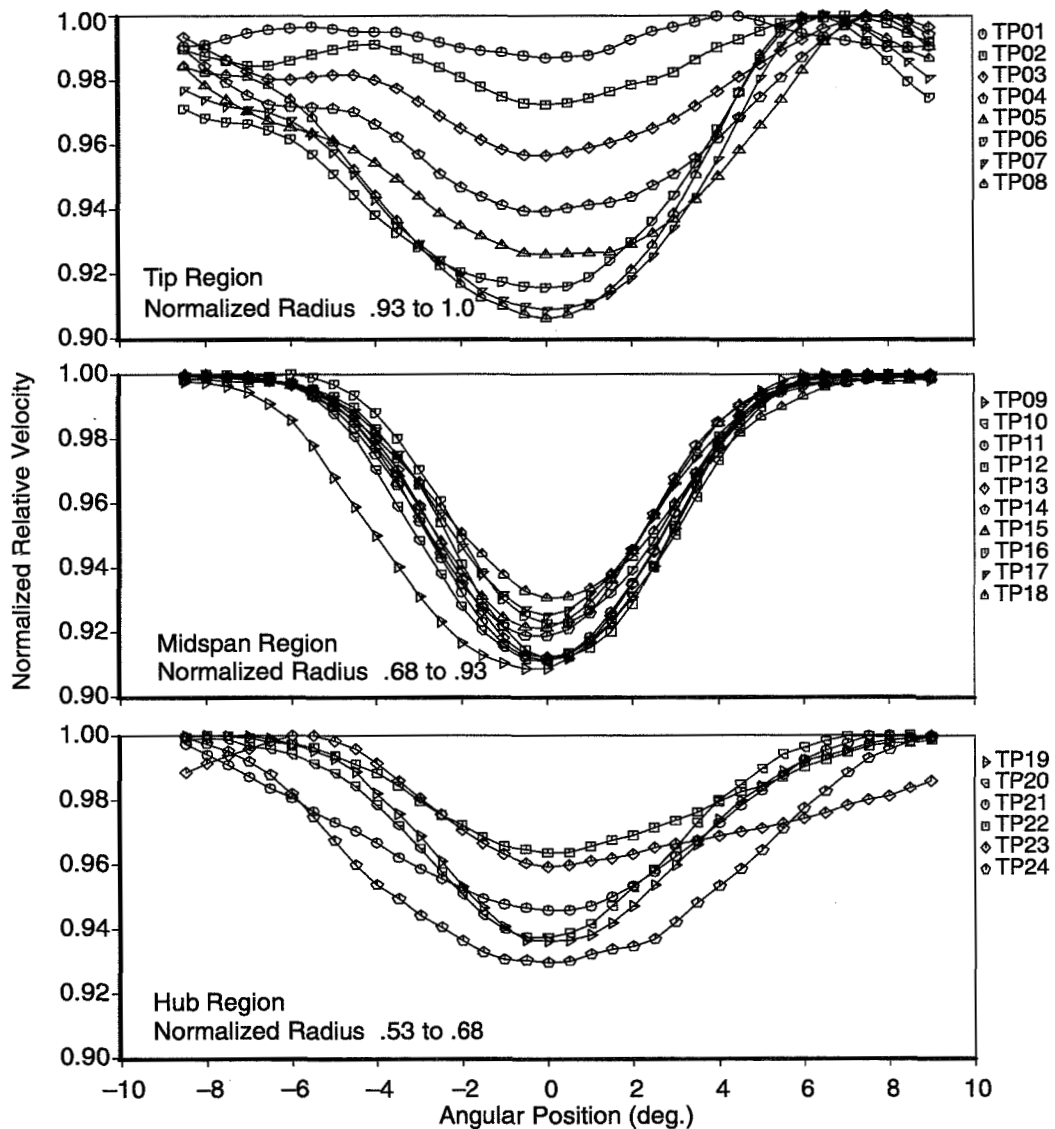 1.00
0.98
0.96
0.94
0.92
0.90
Tip Region
Normalized Radius .93 to 1.0
TP01
TP02
TP03
TP04
TP05
TP06
TP07
TP08
Normalized Relative Velocity
1.00
0.98
0.96
0.94
0.92
0.90
Midspan Region
Normalized Radius .68 to .93
TP09
TP10
TP11
TP12
TP13
TP14
TP15
TP16
TP17
TP18
1.00
0.98
0.96
0.94
0.92
0.90
Hub Region
Normalized Radius .53 to .68
TP19
TP20
TP21
TP22
TP23
TP24
−10 −8 −6 −4 −2 0 2 4 6 8 10
Angular Position (deg.)